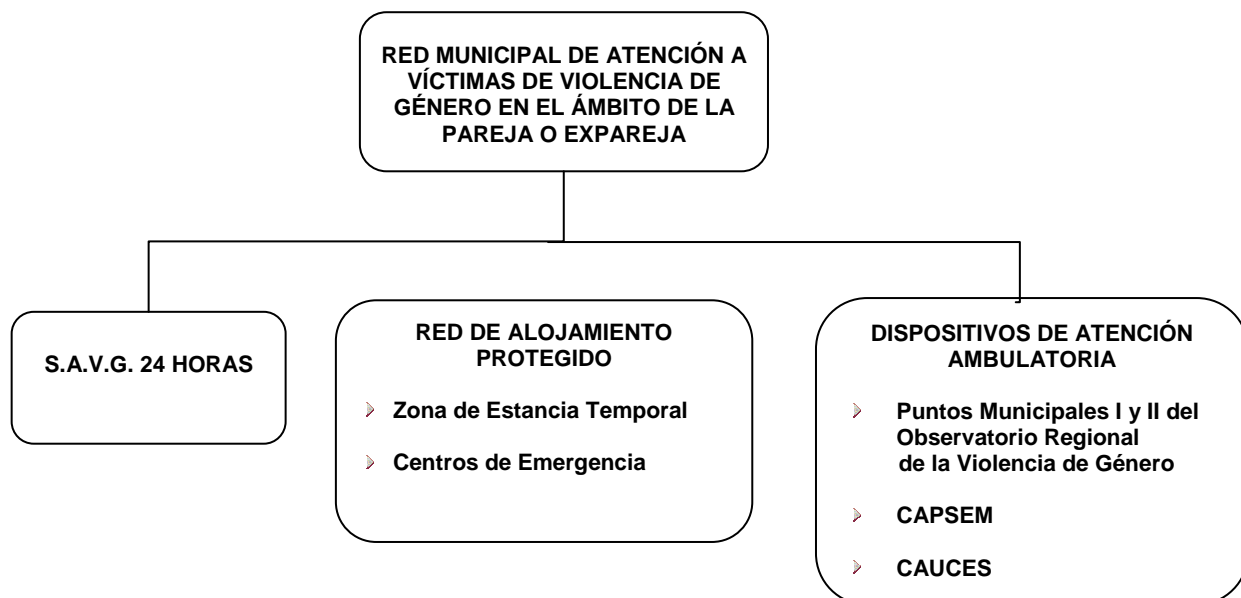 RED MUNICIPAL DE ATENCIÓN A
VÍCTIMAS DE VIOLENCIA DE
GÉNERO EN EL ÁMBITO DE LA
PAREJA O EXPAREJA
S.A.V.G. 24 HORAS
RED DE ALOJAMIENTO
PROTEGIDO
Zona de Estancia Temporal
Centros de Emergencia
DISPOSITIVOS DE ATENCIÓN
AMBULATORIA
Puntos Municipales I y II del
Observatorio Regional
de la Violencia de Género
CAPSEM
CAUCES